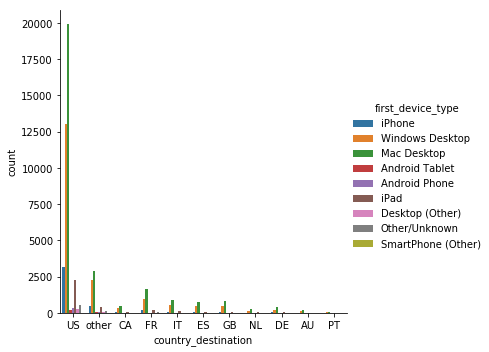 20000
17500
15000
12500
10000
7500
5000
2500
0
count
US other CA FR IT ES GB NL DE AU PT
country_destination
first_device_type
iPhone
Windows Desktop
Mac Desktop
Android Tablet
Android Phone
iPad
Desktop (Other)
Other/Unknown
SmartPhone (Other)